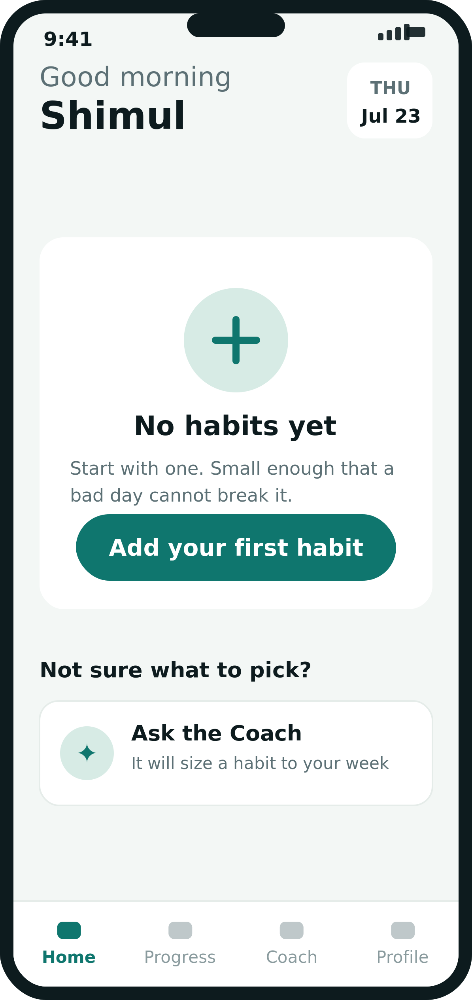 9:41
Good morning
Shimul
THU
Jul 23
No habits yet
Start with one. Small enough that a
bad day cannot break it.
Add your first habit
Not sure what to pick?
Ask the Coach
It will size a habit to your week
Home
Progress
Coach
Profile